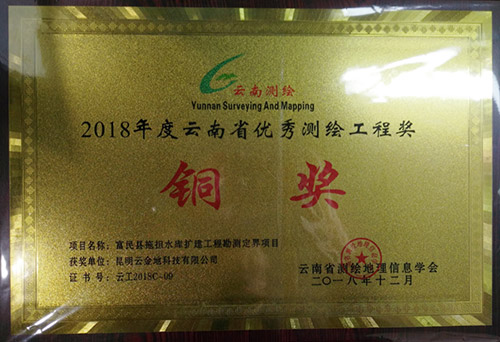 云南测绘
Yunnan Surveying And Mapping
2018年度云南省优秀测绘工程奖
铜 奖
项目名称：富民县拖担水库扩建工程勘测定界项目
获奖单位：昆明云金地科技有限公司
证 书 号：云工2018C-09
云南省测绘地理信息学会
二〇一八年十二月